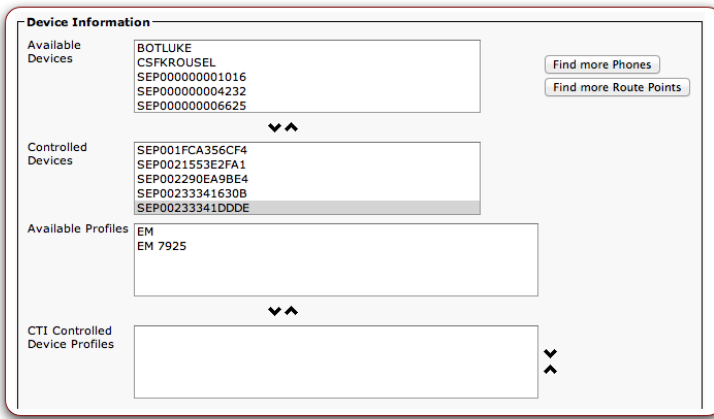 Device Information
Available
Devices
BOTLUKE
CSFKROUSEL
SEP000000001016
SEP000000004232
SEP000000006625
Find more Phones
Find more Route Points
Controlled
Devices
SEP001FCA356CF4
SEP0021553E2FA1
SEP002290EA9BE4
SEP00233341630B
SEP00233341DDDE
Available Profiles
EM
EM 7925
CTI Controlled
Device Profiles